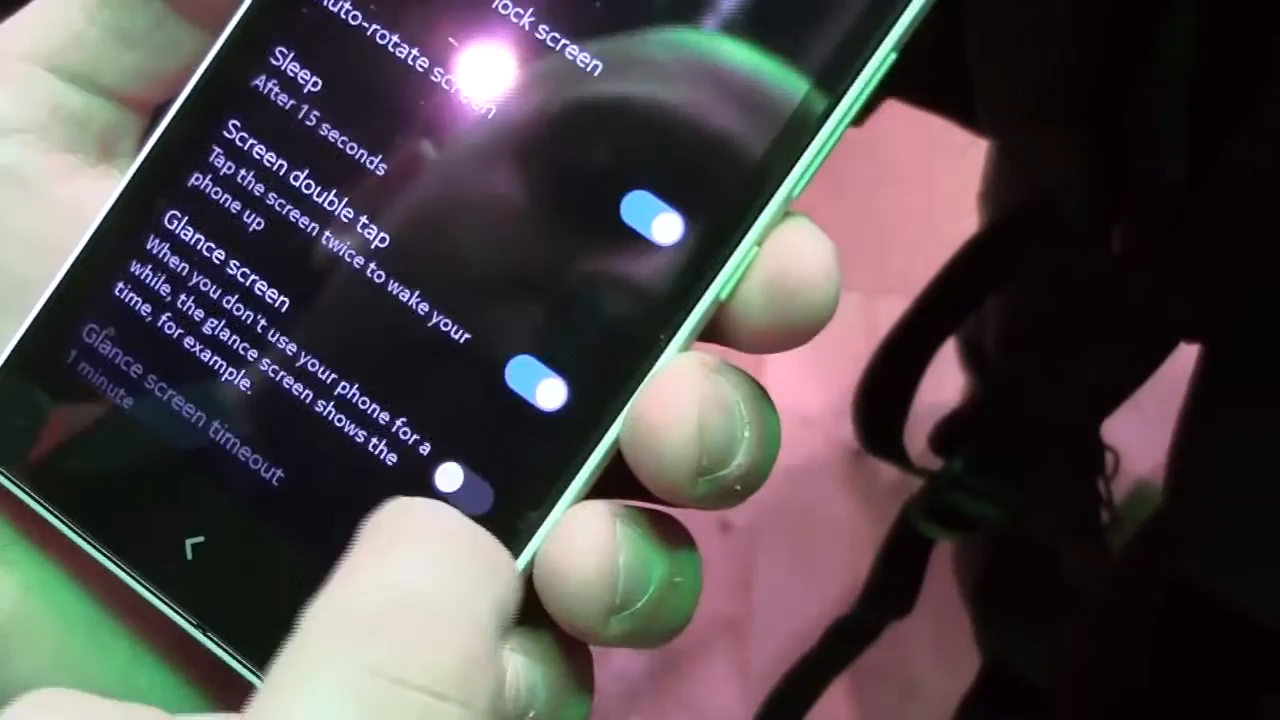 lock screen
Auto-rotate screen
Sleep
After 15 seconds
Screen double tap
Tap the screen twice to wake your
phone up
Glance screen
When you don't use your phone for a
while, the glance screen shows the
time, for example.
Glance screen timeout
1 minute